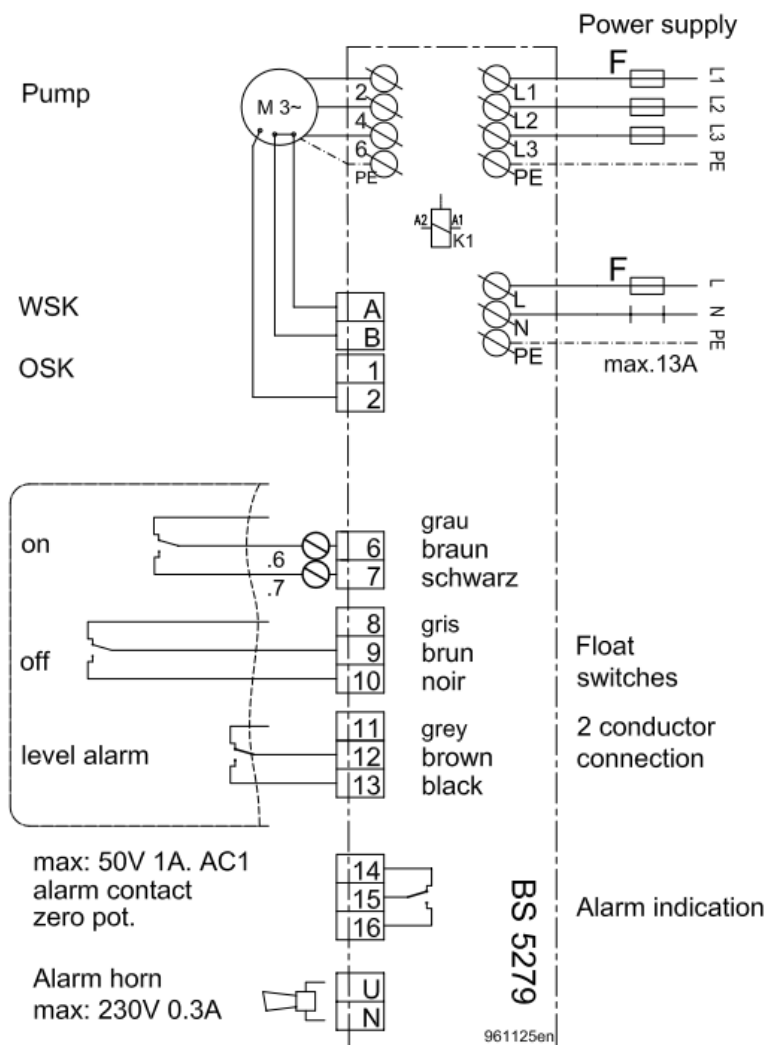 Power supply
F
L1
L2
L3
PE
Pump
M 3~
2
4
6
PE
L1
L2
L3
PE
A2
A1
K1
F
L
N
PE
L
N
PE
max.13A
WSK
A
B
OSK
1
2
on
.6
6
.7
7
grau
braun
schwarz
off
8
9
10
gris
brun
noir
Float
switches
level alarm
11
12
13
grey
brown
black
2 conductor
connection
max: 50V 1A. AC1
alarm contact
zero pot.
14
15
16
BS 5279
Alarm indication
Alarm horn
max: 230V 0.3A
U
N
961125en